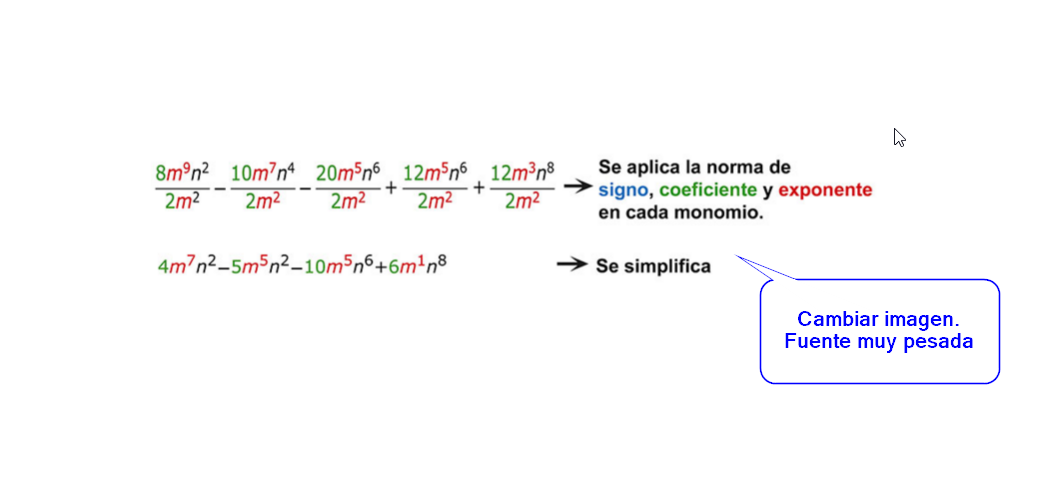 8m⁹n²/2m² – 10m⁷n⁴/2m² – 20m⁵n⁶/2m² + 12m⁵n⁶/2m² + 12m³n⁸/2m² → Se aplica la norma de
signo, coeficiente y exponente
en cada monomio.
4m⁷n²–5m⁵n²–10m⁵n⁶+6m¹n⁸ → Se simplifica
Cambiar imagen.
Fuente muy pesada